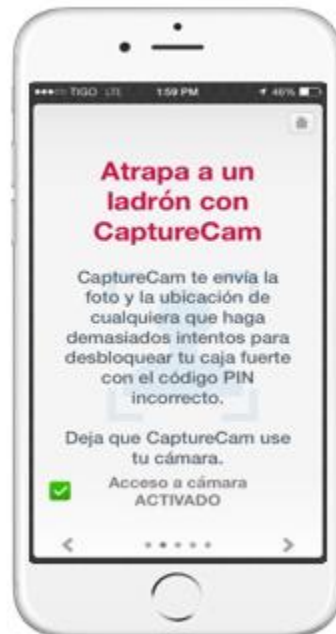 TIGO LTE 1:59 PM 46%
Atrapa a un
ladrón con
CaptureCam
CaptureCam te envía la
foto y la ubicación de
cualquiera que haga
demasiados intentos para
desbloquear tu caja fuerte
con el código PIN
incorrecto.
Deja que CaptureCam use
tu cámara.
Acceso a cámara
ACTIVADO